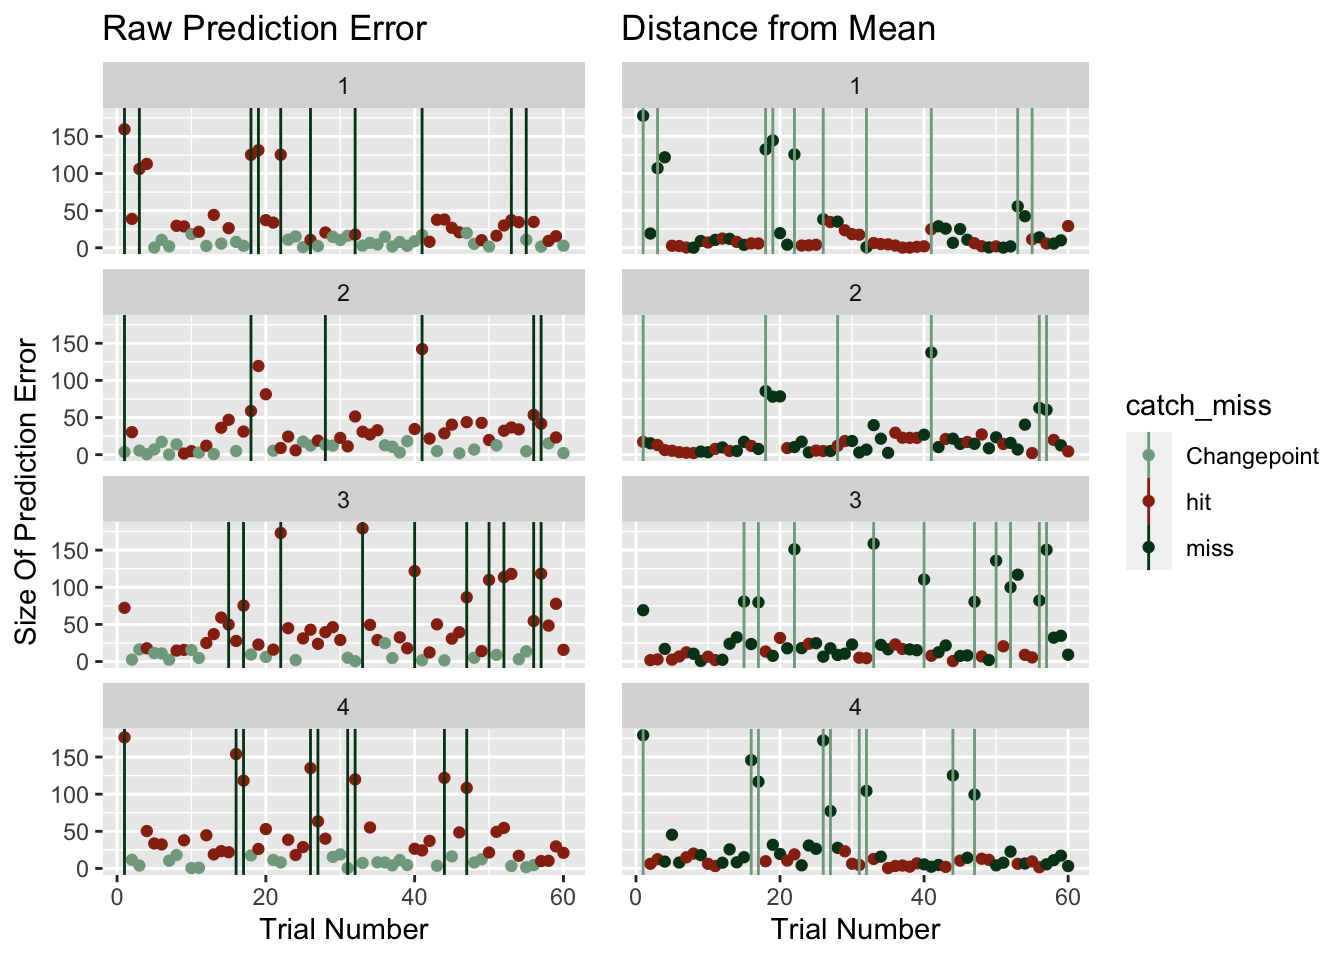 Raw Prediction Error
Distance from Mean
1
1
150
100
50
0
2
2
150
100
50
0
3
3
150
100
50
0
4
4
150
100
50
0
0 20 40 60
0 20 40 60
Trial Number
Trial Number
Size Of Prediction Error
catch_miss
Changepoint
hit
miss